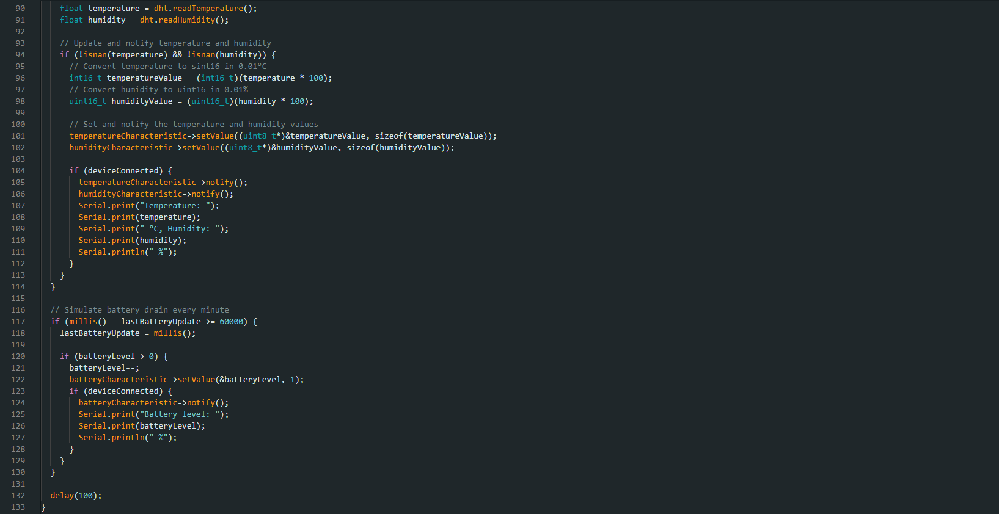 90 float temperature = dht.readTemperature();
91 float humidity = dht.readHumidity();
92
93 // Update and notify temperature and humidity
94 if (!isnan(temperature) && !isnan(humidity)) {
95 // Convert temperature to sint16 in 0.01°C
96 int16_t temperatureValue = (int16_t)(temperature * 100);
97 // Convert humidity to uint16 in 0.01%
98 uint16_t humidityValue = (uint16_t)(humidity * 100);
99
100 // Set and notify the temperature and humidity values
101 temperatureCharacteristic->setValue((uint8_t*)&temperatureValue, sizeof(temperatureValue));
102 humidityCharacteristic->setValue((uint8_t*)&humidityValue, sizeof(humidityValue));
103
104 if (deviceConnected) {
105 temperatureCharacteristic->notify();
106 humidityCharacteristic->notify();
107 Serial.print("Temperature: ");
108 Serial.print(temperature);
109 Serial.print(" °C, Humidity: ");
110 Serial.print(humidity);
111 Serial.println(" %");
112 }
113 }
114 }
115
116 // Simulate battery drain every minute
117 if (millis() - lastBatteryUpdate >= 60000) {
118 lastBatteryUpdate = millis();
119
120 if (batteryLevel > 0) {
121 batteryLevel--;
122 batteryCharacteristic->setValue(&batteryLevel, 1);
123 if (deviceConnected) {
124 batteryCharacteristic->notify();
125 Serial.print("Battery level: ");
126 Serial.print(batteryLevel);
127 Serial.println(" %");
128 }
129 }
130 }
131
132 delay(100);
133 }